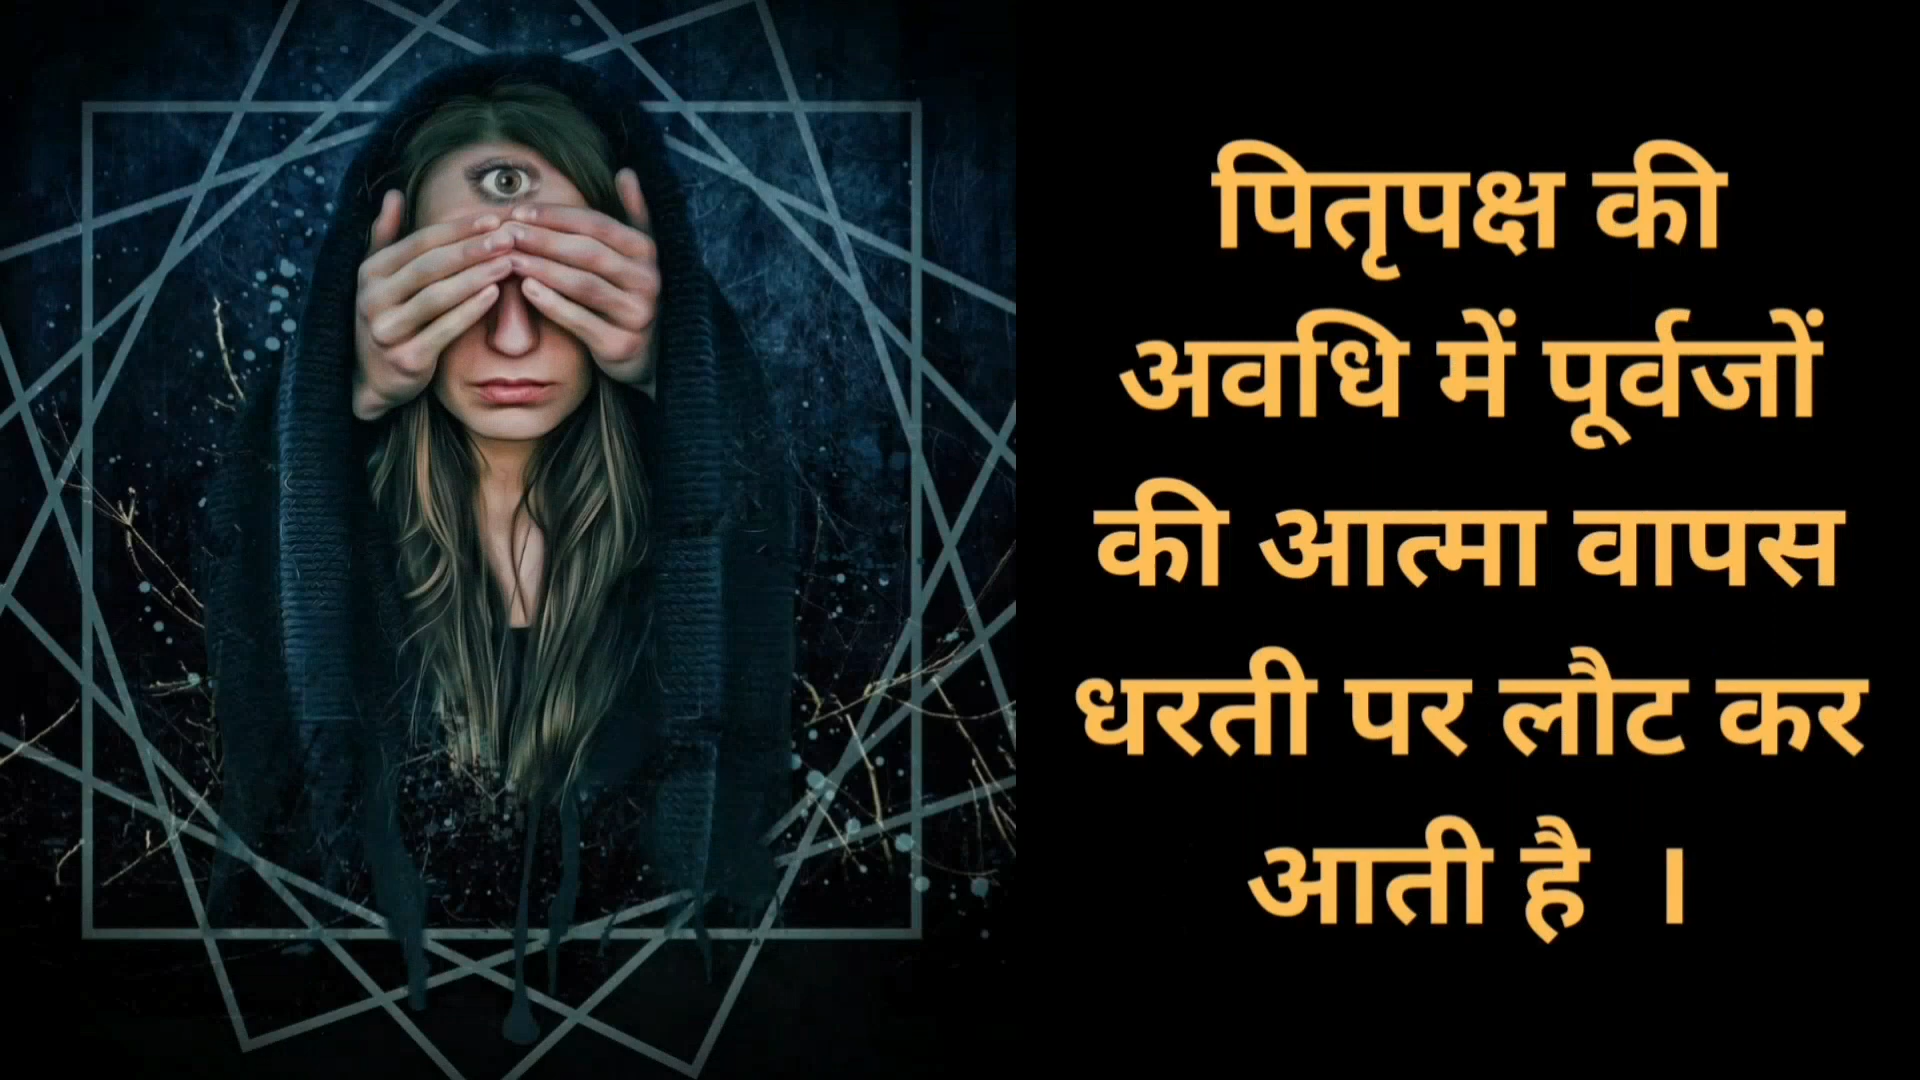 पितृपक्ष की
अवधि में पूर्वजों
की आत्मा वापस
धरती पर लौट कर
आती है ।